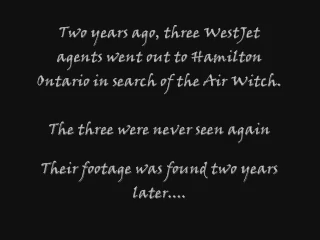 Two years ago, three WestJet
agents went out to Hamilton
Ontario in search of the Air Witch.
The three were never seen again
Their footage was found two years
later....